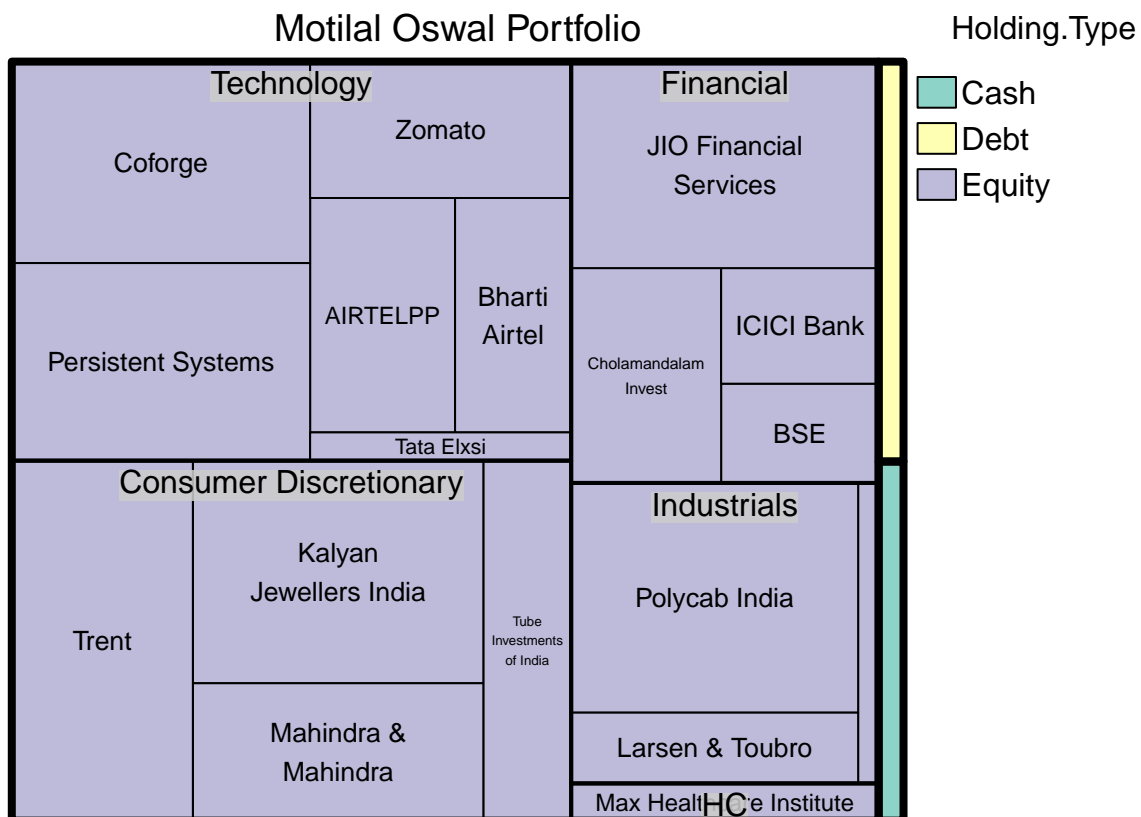 Motilal Oswal Portfolio
Holding.Type
Cash
Debt
Equity
Technology
Coforge
Zomato
Persistent Systems
AIRTELPP
Bharti
Airtel
Tata Elxsi
Financial
JIO Financial
Services
Cholamandalam
Invest
ICICI Bank
BSE
Consumer Discretionary
Trent
Kalyan
Jewellers India
Mahindra &
Mahindra
Tube
Investments
of India
Industrials
Polycab India
Larsen & Toubro
Max Healthcare Institute
HC